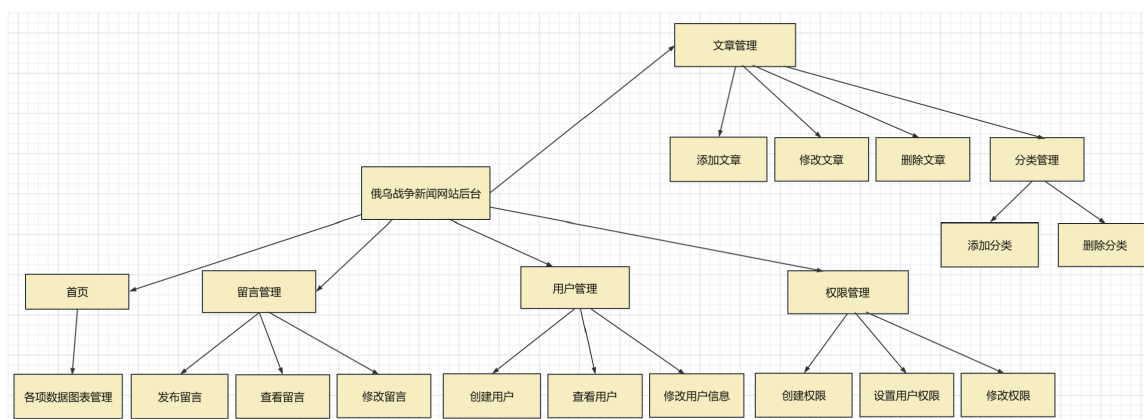 文章管理
添加文章
修改文章
删除文章
分类管理
俄乌战争新闻网站后台
添加分类
删除分类
首页
留言管理
用户管理
权限管理
各项数据图表管理
发布留言
查看留言
修改留言
创建用户
查看用户
修改用户信息
创建权限
设置用户权限
修改权限